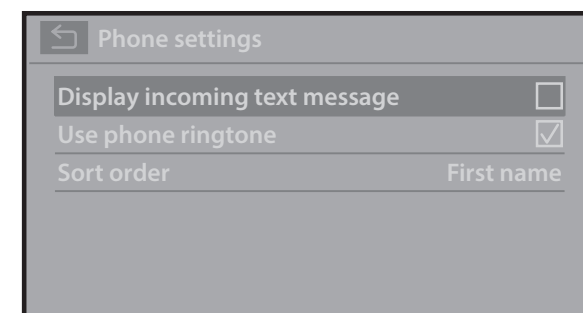 Phone settings
Display incoming text message
Use phone ringtone
Sort order First name